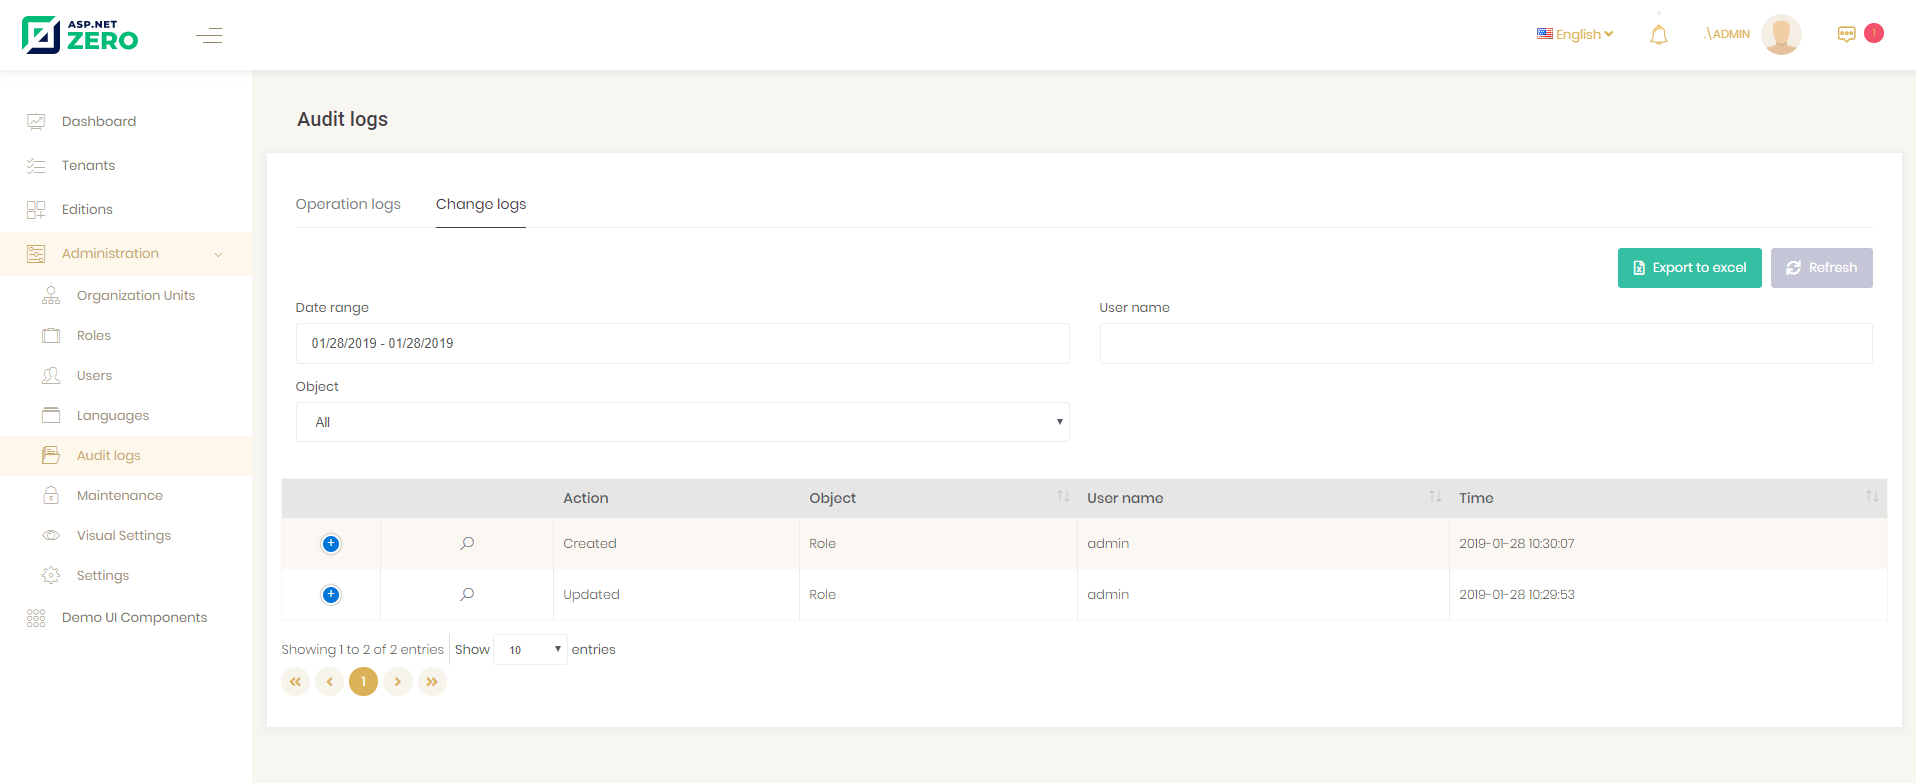 ASP.NET
ZERO
English
.\ADMIN
1
Dashboard
Tenants
Editions
Administration
Organization Units
Roles
Users
Languages
Audit logs
Maintenance
Visual Settings
Settings
Demo UI Components
Audit logs
Operation logs Change logs
Export to excel Refresh
Date range User name
01/28/2019 - 01/28/2019
Object
All
Action Object User name Time
Created Role admin 2019-01-28 10:30:07
Updated Role admin 2019-01-28 10:29:53
Showing 1 to 2 of 2 entries Show 10 entries
« ‹ 1 › »